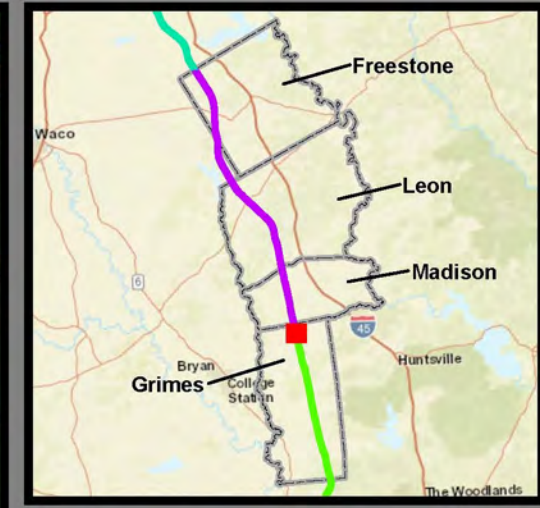 Freestone
Waco
Leon
Madison
6
45
Bryan
Huntsville
Grimes
College
Station
The Woodlands